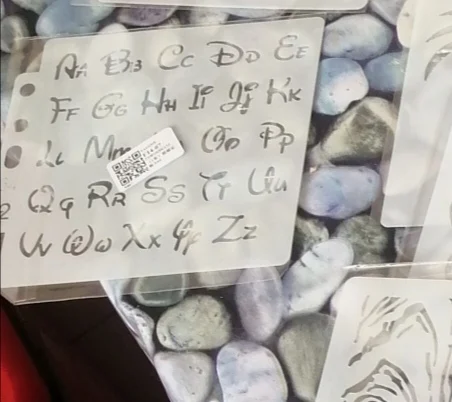 Aa Bb Cc Dd Ee
Ff Gg Hh Ii Jj Kk
Ll Mm Oo Pp
Qq Rr Ss Tt Uu
Vv Ww Xx Yy Zz